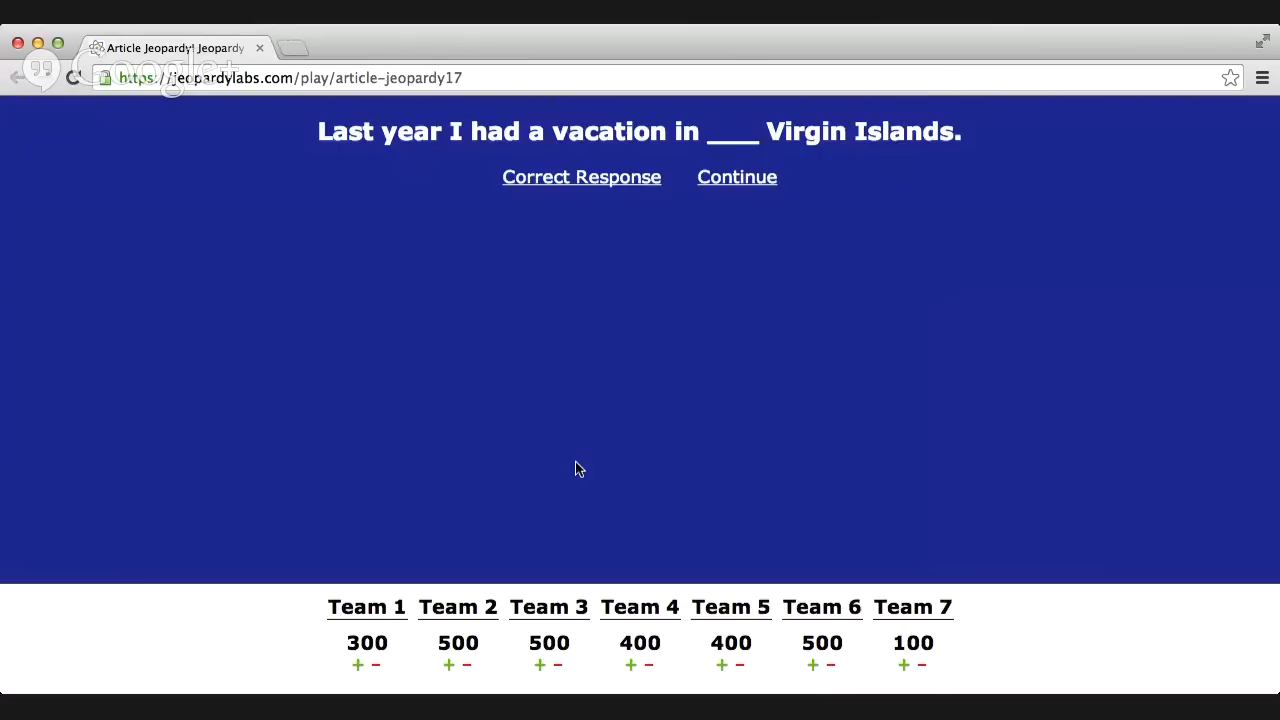 Article Jeopardy! Jeopardy
Google+
https://jeopardylabs.com/play/article-jeopardy17
Last year I had a vacation in ____ Virgin Islands.
Correct Response Continue
Team 1 Team 2 Team 3 Team 4 Team 5 Team 6 Team 7
300 500 500 400 400 500 100
+ - + - + - + - + - + - + -